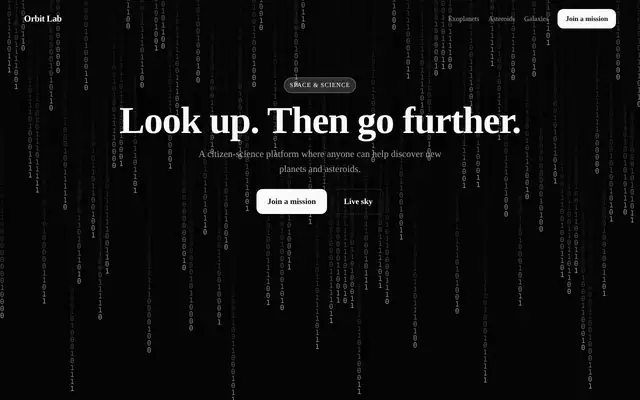 Orbit Lab
Exoplanets Asteroids Galaxies Join a mission
SPACE & SCIENCE
Look up. Then go further.
A citizen-science platform where anyone can help discover new
planets and asteroids.
Join a mission Live sky